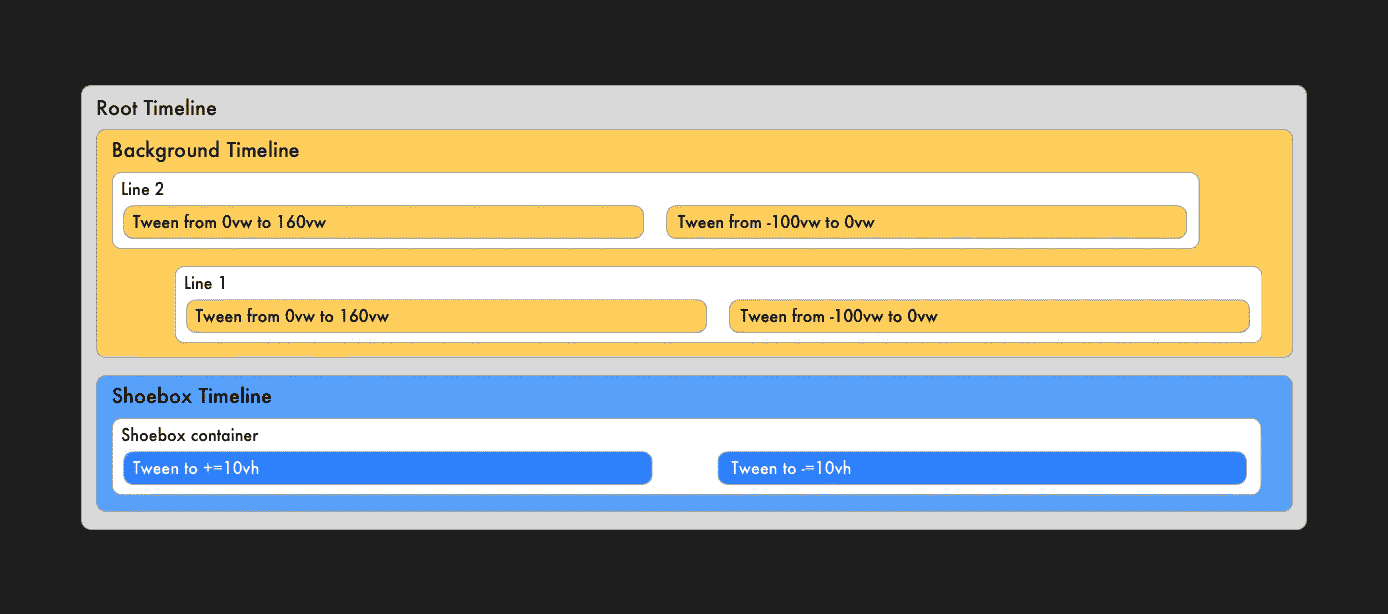 Root Timeline
Background Timeline
Line 2
Tween from 0vw to 160vw
Tween from -100vw to 0vw
Line 1
Tween from 0vw to 160vw
Tween from -100vw to 0vw
Shoebox Timeline
Shoebox container
Tween to +=10vh
Tween to -=10vh